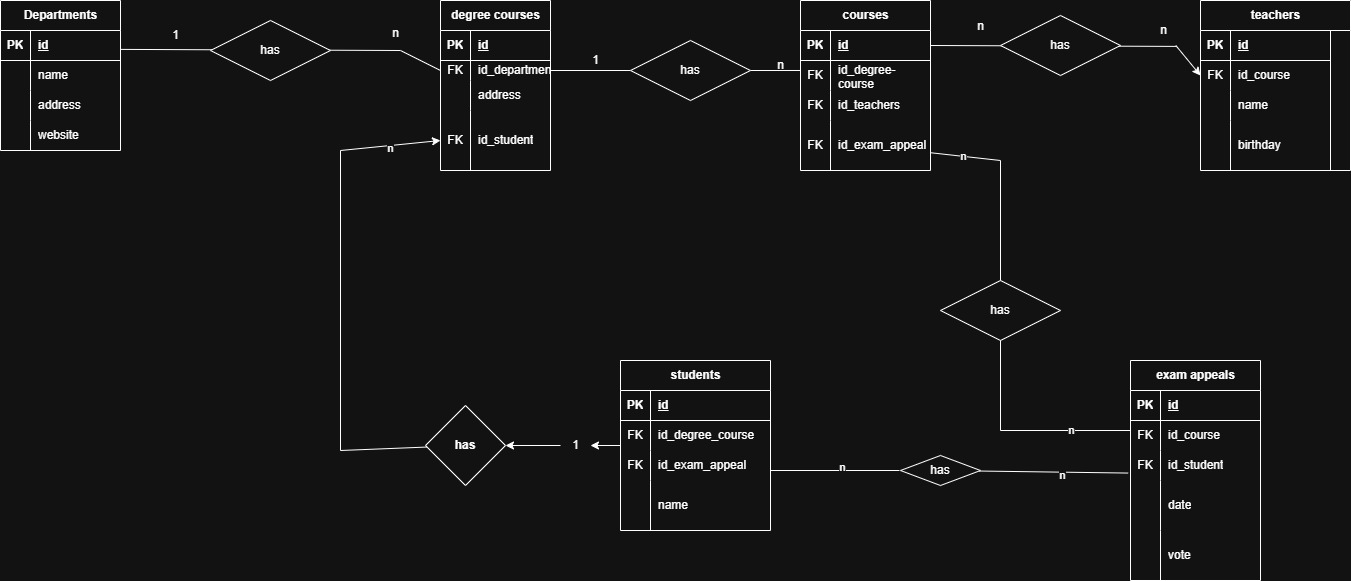 Departments
PK id
name
address
website
1
has
n
degree courses
PK id
FK id_departmen
address
FK id_student
1
has
n
courses
PK id
FK id_degree-
course
FK id_teachers
FK id_exam_appeal
n
has
n
teachers
PK id
FK id_course
name
birthday
n
n
has
n
has
1
students
PK id
FK id_degree_course
FK id_exam_appeal
name
n
has
n
exam appeals
PK id
FK id_course
FK id_student
date
vote